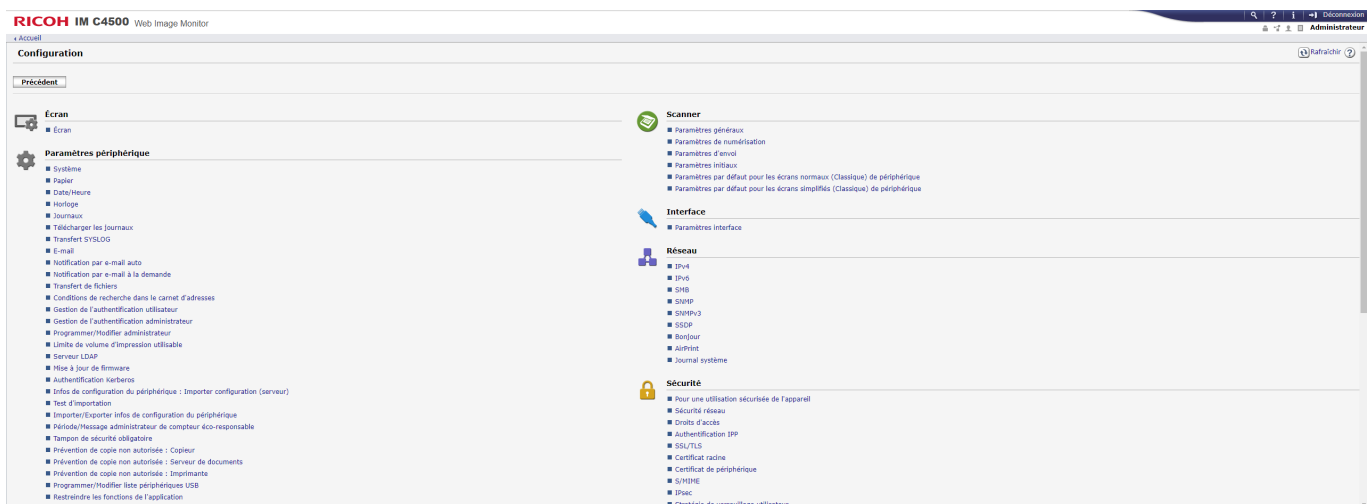 RICOH IM C4500 Web Image Monitor
? i Déconnexion
Administrateur
Accueil
Configuration
Rafraîchir ?
Précédent
Écran
Écran
Paramètres périphérique
Système
Papier
Date/Heure
Horloge
Journaux
Télécharger les journaux
Transfert SYSLOG
E-mail
Notification par e-mail auto
Notification par e-mail à la demande
Transfert de fichiers
Conditions de recherche dans le carnet d'adresses
Gestion de l'authentification utilisateur
Gestion de l'authentification administrateur
Programmer/Modifier administrateur
Limite de volume d'impression utilisable
Serveur LDAP
Mise à jour de firmware
Authentification Kerberos
Infos de configuration du périphérique : Importer configuration (serveur)
Test d'importation
Importer/Exporter infos de configuration du périphérique
Période/Message administrateur de compteur éco-responsable
Tampon de sécurité obligatoire
Prévention de copie non autorisée : Copieur
Prévention de copie non autorisée : Serveur de documents
Prévention de copie non autorisée : Imprimante
Programmer/Modifier liste périphériques USB
Restreindre les fonctions de l'application
Scanner
Paramètres généraux
Paramètres de numérisation
Paramètres d'envoi
Paramètres initiaux
Paramètres par défaut pour les écrans normaux (Classique) de périphérique
Paramètres par défaut pour les écrans simplifiés (Classique) de périphérique
Interface
Paramètres interface
Réseau
IPv4
IPv6
SMB
SNMP
SNMPv3
SSDP
Bonjour
AirPrint
Journal système
Sécurité
Pour une utilisation sécurisée de l'appareil
Sécurité réseau
Droits d'accès
Authentification IPP
SSL/TLS
Certificat racine
Certificat de périphérique
S/MIME
IPsec
Stratégie de verrouillage utilisateur